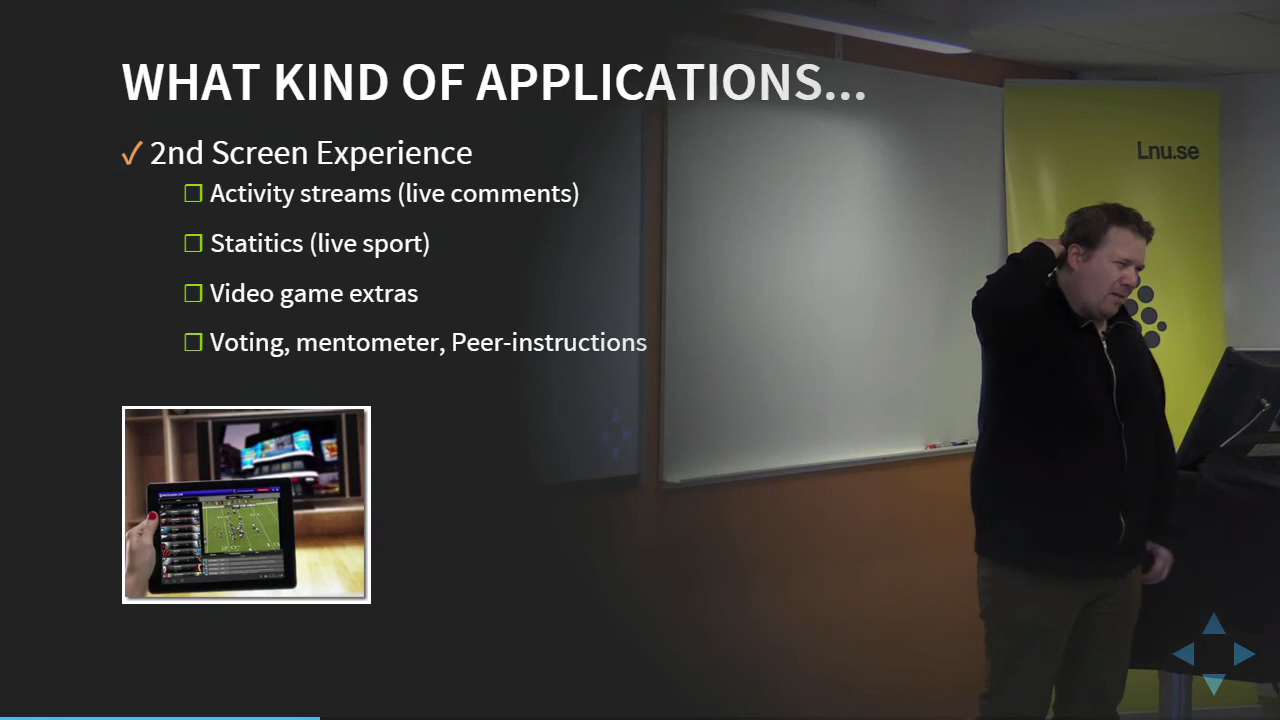 WHAT KIND OF APPLICATIONS...
✓ 2nd Screen Experience
❐ Activity streams (live comments)
❐ Statitics (live sport)
❐ Video game extras
❐ Voting, mentometer, Peer-instructions
Lnu.se